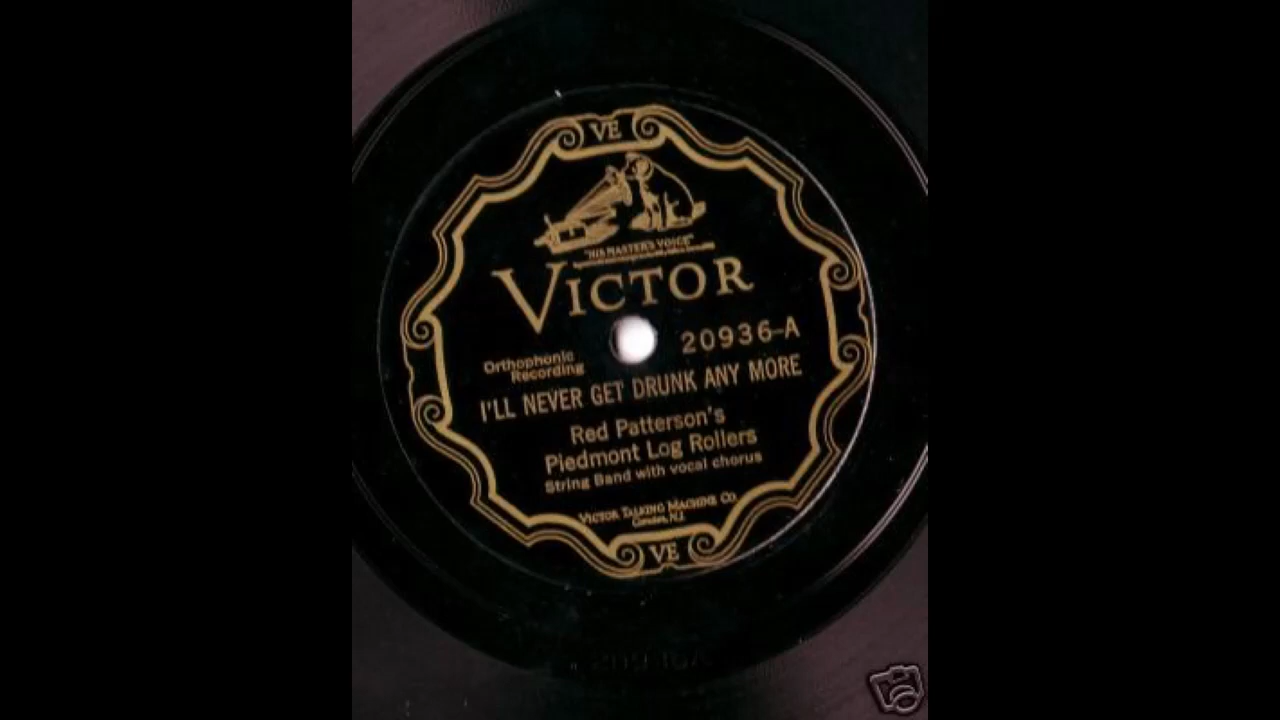 VE
"HIS MASTER'S VOICE"
VICTOR
20936-A
Orthophonic
Recording
I'LL NEVER GET DRUNK ANY MORE
Red Patterson's
Piedmont Log Rollers
String Band with vocal chorus
VICTOR TALKING MACHINE CO.
Camden, N.J.
VE